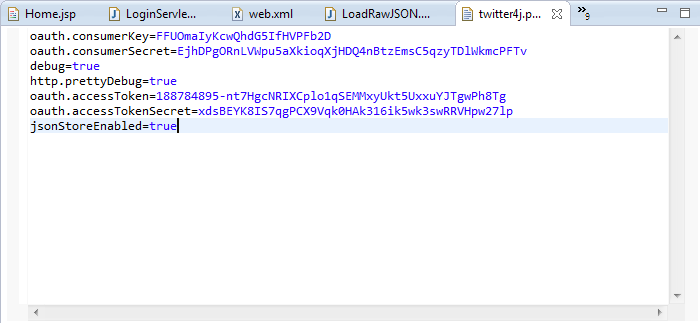 Home.jsp
LoginServle...
web.xml
LoadRawJSON....
twitter4j.p...
»9
oauth.consumerKey=FFUOmaIyKcwQhdG5IfHVPFb2D
oauth.consumerSecret=EjhDPgORnLVWpu5aXkioqXjHDQ4nBtzEmsC5qzyTDlWkmcPFTv
debug=true
http.prettyDebug=true
oauth.accessToken=188784895-nt7HgcNRIXCplo1qSEMMxyUkt5UxxuYJTgwPh8Tg
oauth.accessTokenSecret=xdsBEYK8IS7qgPCX9Vqk0HAk316ik5wk3swRRVHpw27lp
jsonStoreEnabled=true